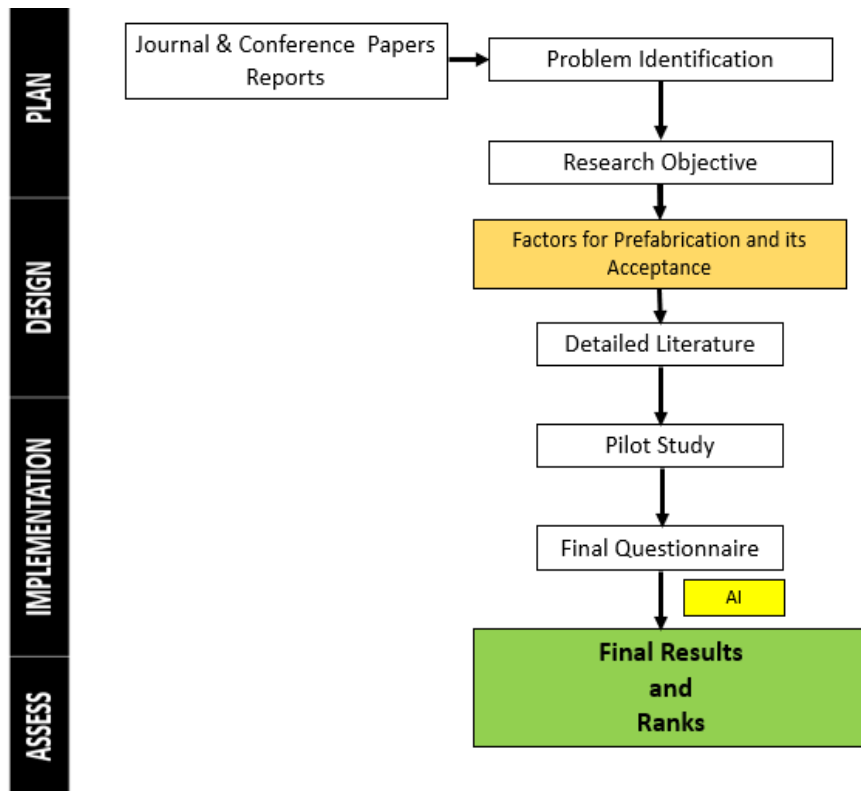 PLAN
Journal & Conference Papers
Reports
Problem Identification
Research Objective
DESIGN
Factors for Prefabrication and its
Acceptance
Detailed Literature
IMPLEMENTATION
Pilot Study
Final Questionnaire
AI
ASSESS
Final Results
and
Ranks